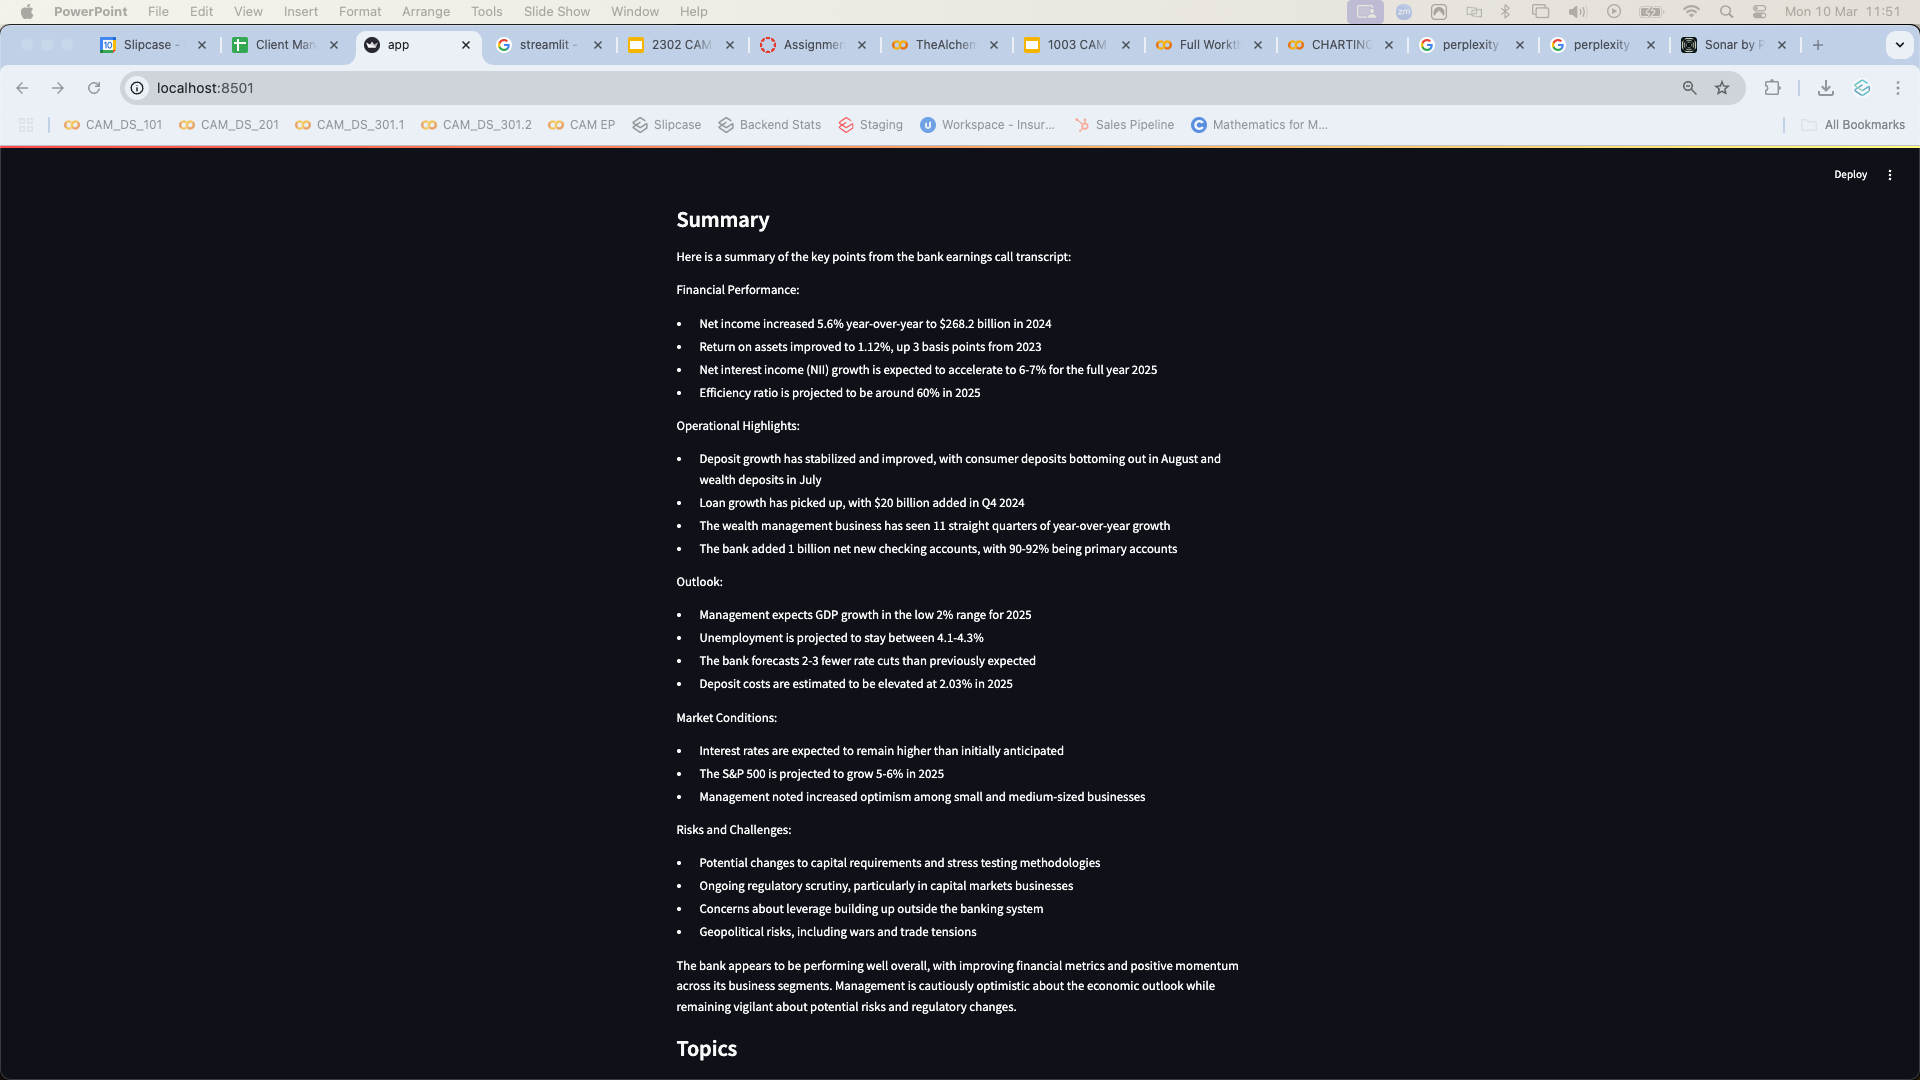 PowerPoint File Edit View Insert Format Arrange Tools Slide Show Window Help zm Mon 10 Mar 11:51
10 Slipcase - Client Man app streamlit - 2302 CAM Assignmen TheAlchem 1003 CAM Full Workt CHARTING perplexity perplexity Sonar by P
localhost:8501
CAM_DS_101 CAM_DS_201 CAM_DS_301.1 CAM_DS_301.2 CAM EP Slipcase Backend Stats Staging Workspace - Insur... Sales Pipeline Mathematics for M... All Bookmarks
Deploy
Summary
Here is a summary of the key points from the bank earnings call transcript:
Financial Performance:
• Net income increased 5.6% year-over-year to $268.2 billion in 2024
• Return on assets improved to 1.12%, up 3 basis points from 2023
• Net interest income (NII) growth is expected to accelerate to 6-7% for the full year 2025
• Efficiency ratio is projected to be around 60% in 2025
Operational Highlights:
• Deposit growth has stabilized and improved, with consumer deposits bottoming out in August and
wealth deposits in July
• Loan growth has picked up, with $20 billion added in Q4 2024
• The wealth management business has seen 11 straight quarters of year-over-year growth
• The bank added 1 billion net new checking accounts, with 90-92% being primary accounts
Outlook:
• Management expects GDP growth in the low 2% range for 2025
• Unemployment is projected to stay between 4.1-4.3%
• The bank forecasts 2-3 fewer rate cuts than previously expected
• Deposit costs are estimated to be elevated at 2.03% in 2025
Market Conditions:
• Interest rates are expected to remain higher than initially anticipated
• The S&P 500 is projected to grow 5-6% in 2025
• Management noted increased optimism among small and medium-sized businesses
Risks and Challenges:
• Potential changes to capital requirements and stress testing methodologies
• Ongoing regulatory scrutiny, particularly in capital markets businesses
• Concerns about leverage building up outside the banking system
• Geopolitical risks, including wars and trade tensions
The bank appears to be performing well overall, with improving financial metrics and positive momentum
across its business segments. Management is cautiously optimistic about the economic outlook while
remaining vigilant about potential risks and regulatory changes.
Topics